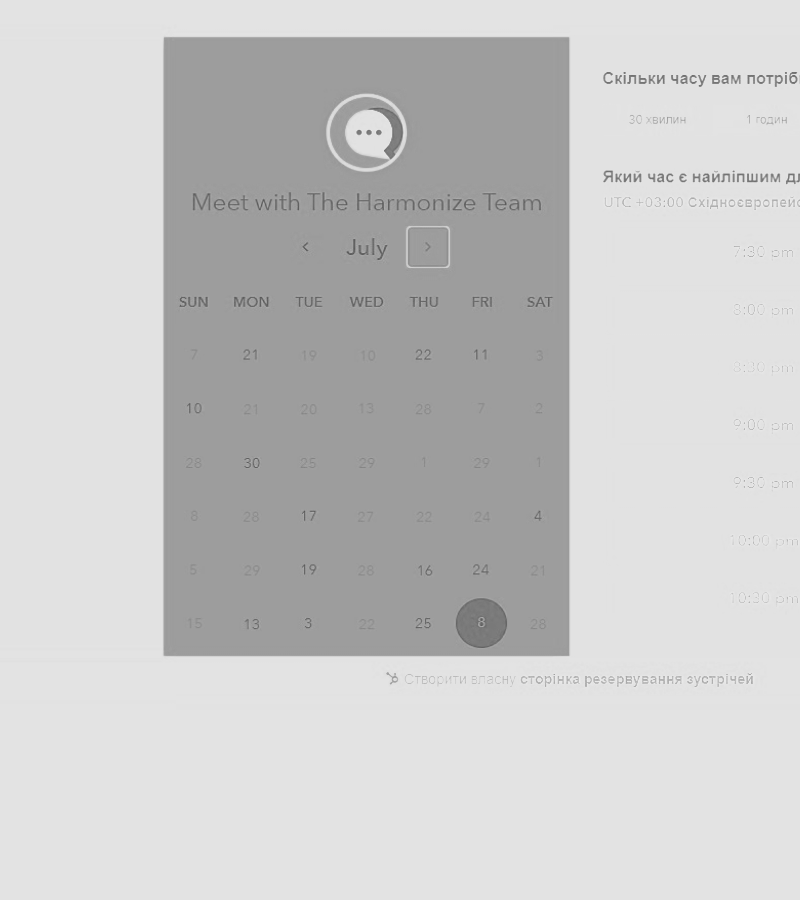 Meet with The Harmonize Team
July
SUN MON TUE WED THU FRI SAT
7 21 19 10 22 11 3
10 21 20 13 28 7 2
28 30 25 29 1 29 1
8 28 17 27 22 24 4
5 29 19 28 16 24 21
15 13 3 22 25 8 28
Скільки часу вам
30 хвилин 1 годин
Який час є найліпшим
UTC +03:00
7:30 pm
8:00 pm
8:30 pm
9:00 pm
9:30 pm
10:00 pm
10:30 pm
Створити власну сторінка резервування зустрічей